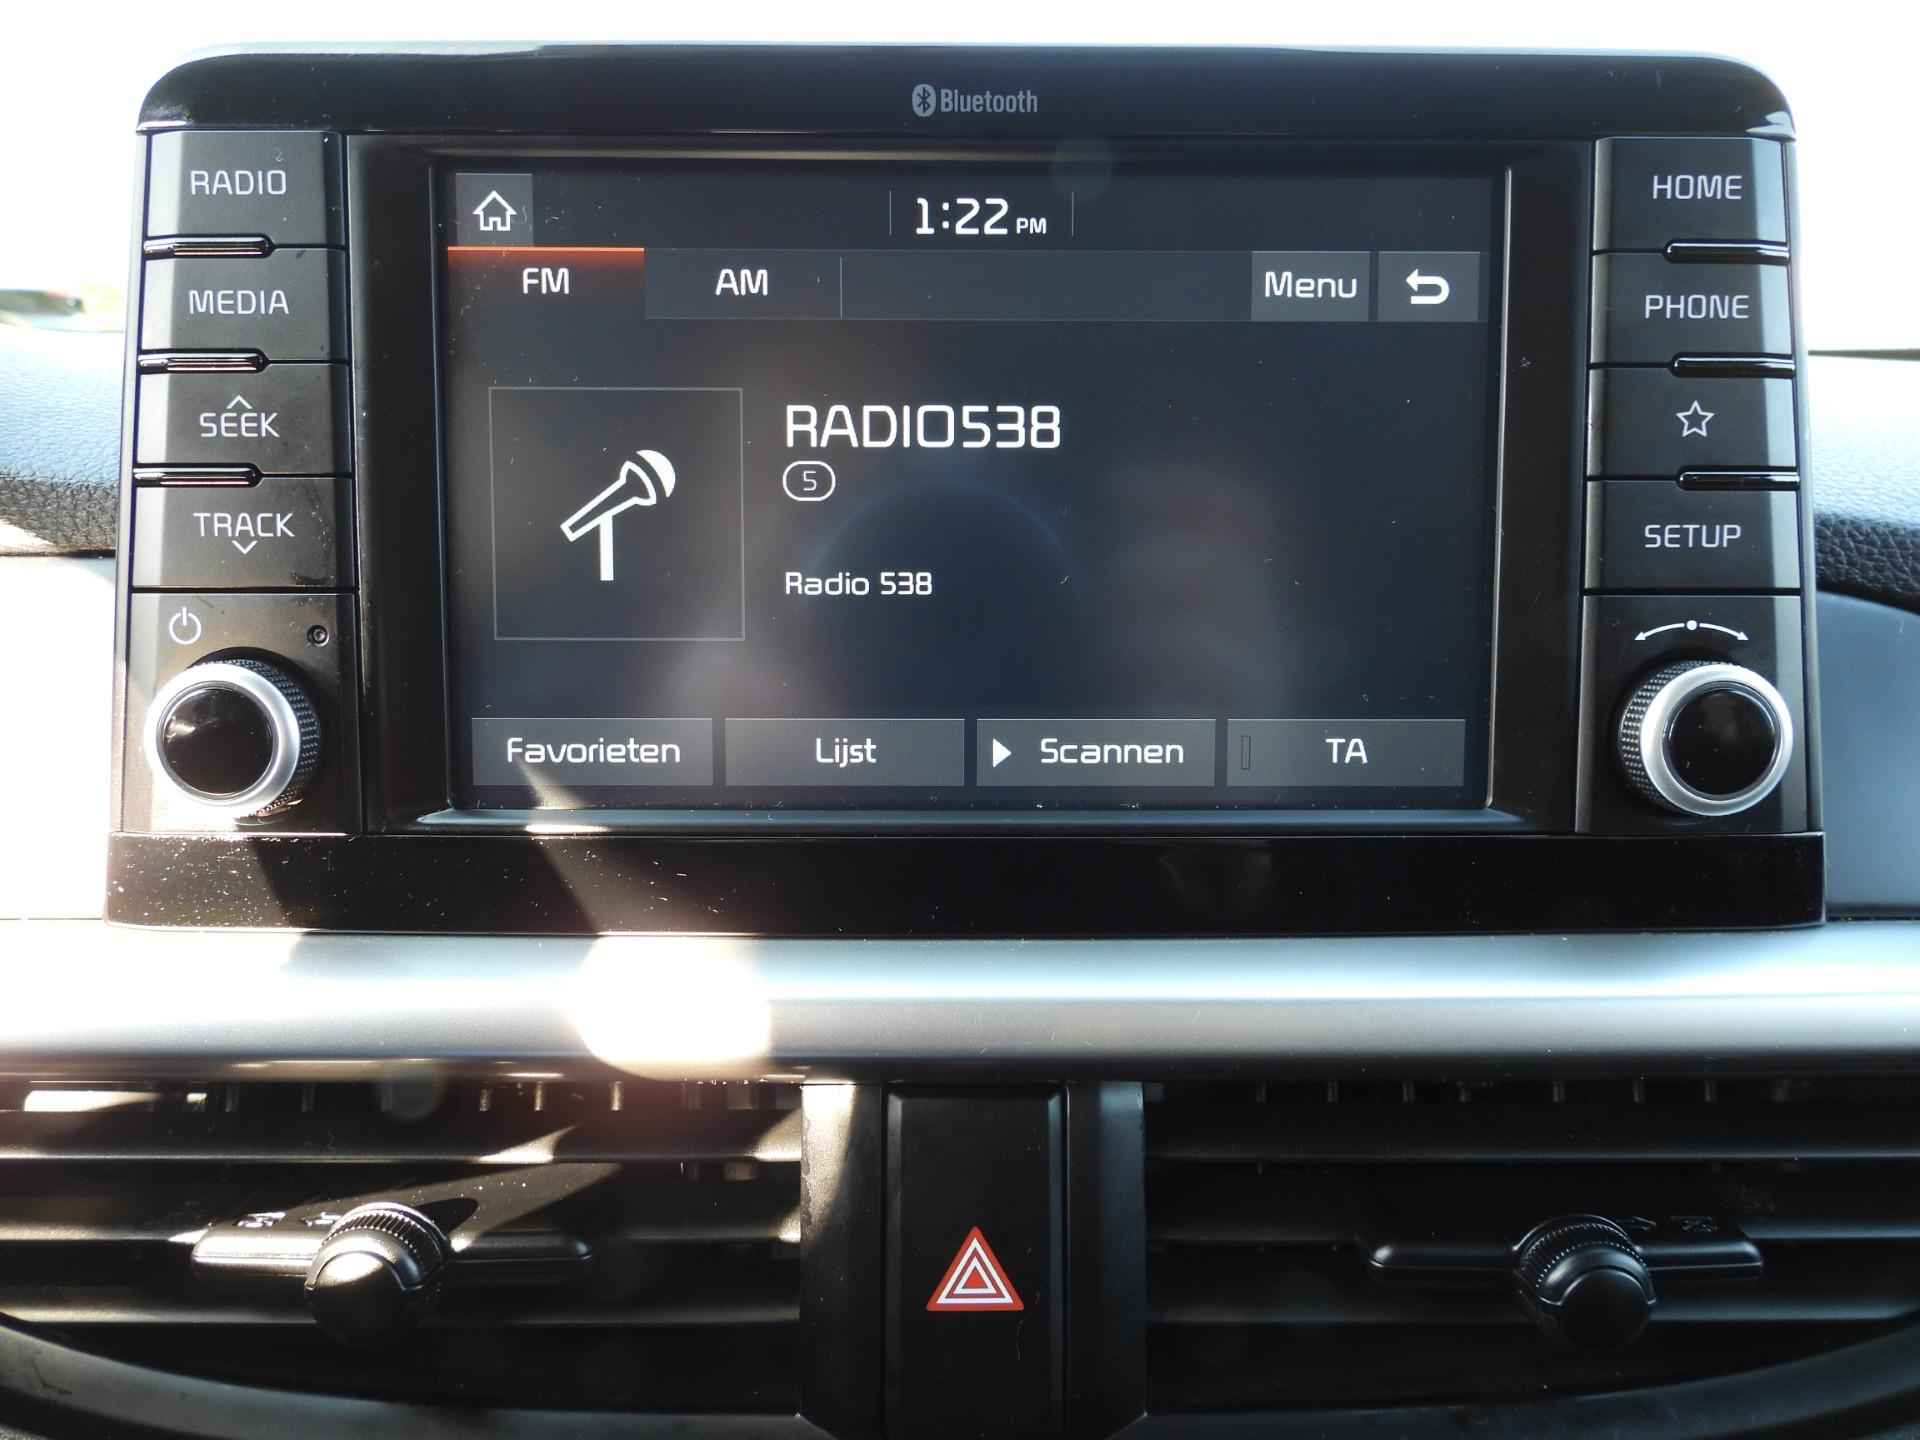 Bluetooth
RADIO
MEDIA
SEEK
TRACK
1:22 PM
FM AM Menu
RADIO538
5
Radio 538
Favorieten Lijst Scannen TA
HOME
PHONE
SETUP